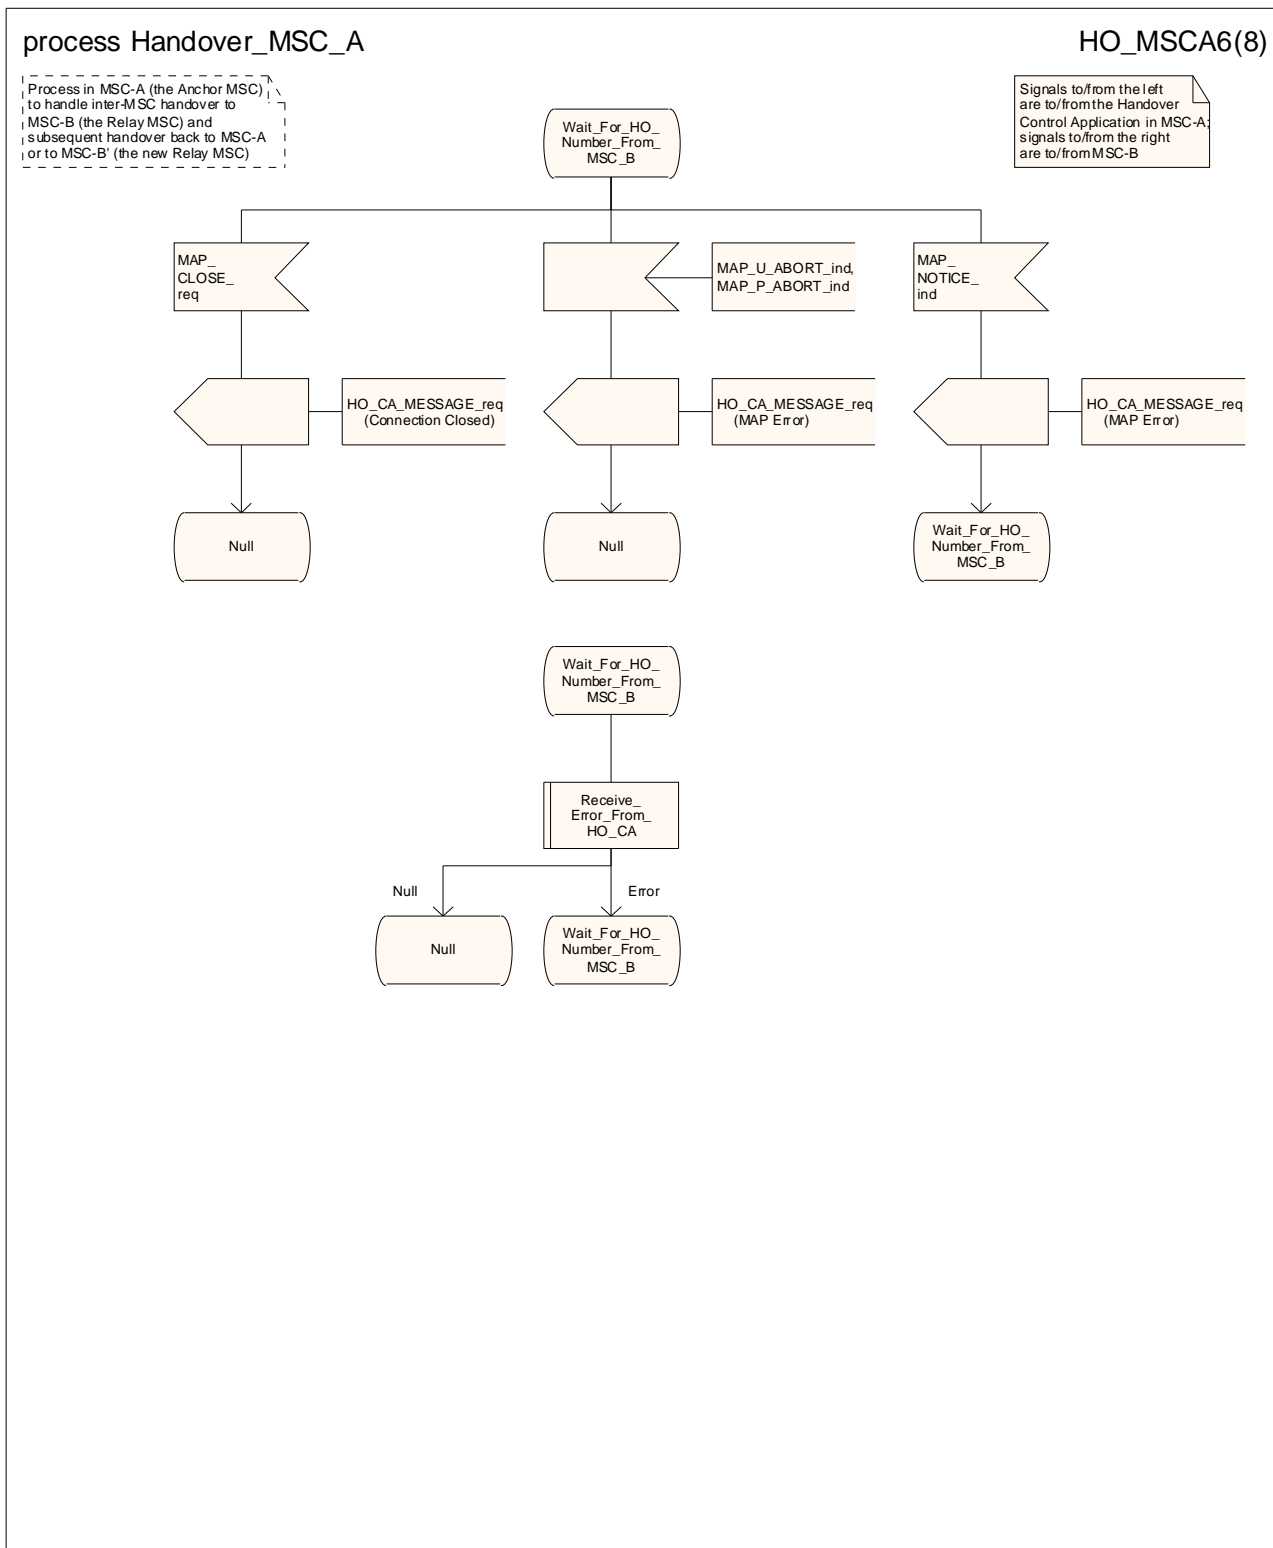 process Handover_MSC_A
HO_MSCA6(8)
Process in MSC-A (the Anchor MSC)
to handle inter-MSC handover to
MSC-B (the Relay MSC) and
subsequent handover back to MSC-A
or to MSC-B' (the new Relay MSC)
Signals to/from the left
are to/from the Handover
Control Application in MSC-A;
signals to/from the right
are to/from MSC-B
Wait_For_HO_
Number_From_
MSC_B
MAP_
CLOSE_
req
MAP_U_ABORT_ind,
MAP_P_ABORT_ind
MAP_
NOTICE_
ind
HO_CA_MESSAGE_req
(Connection Closed)
HO_CA_MESSAGE_req
(MAP Error)
HO_CA_MESSAGE_req
(MAP Error)
Null
Null
Wait_For_HO_
Number_From_
MSC_B
Wait_For_HO_
Number_From_
MSC_B
Receive_
Error_From_
HO_CA
Null
Error
Null
Wait_For_HO_
Number_From_
MSC_B